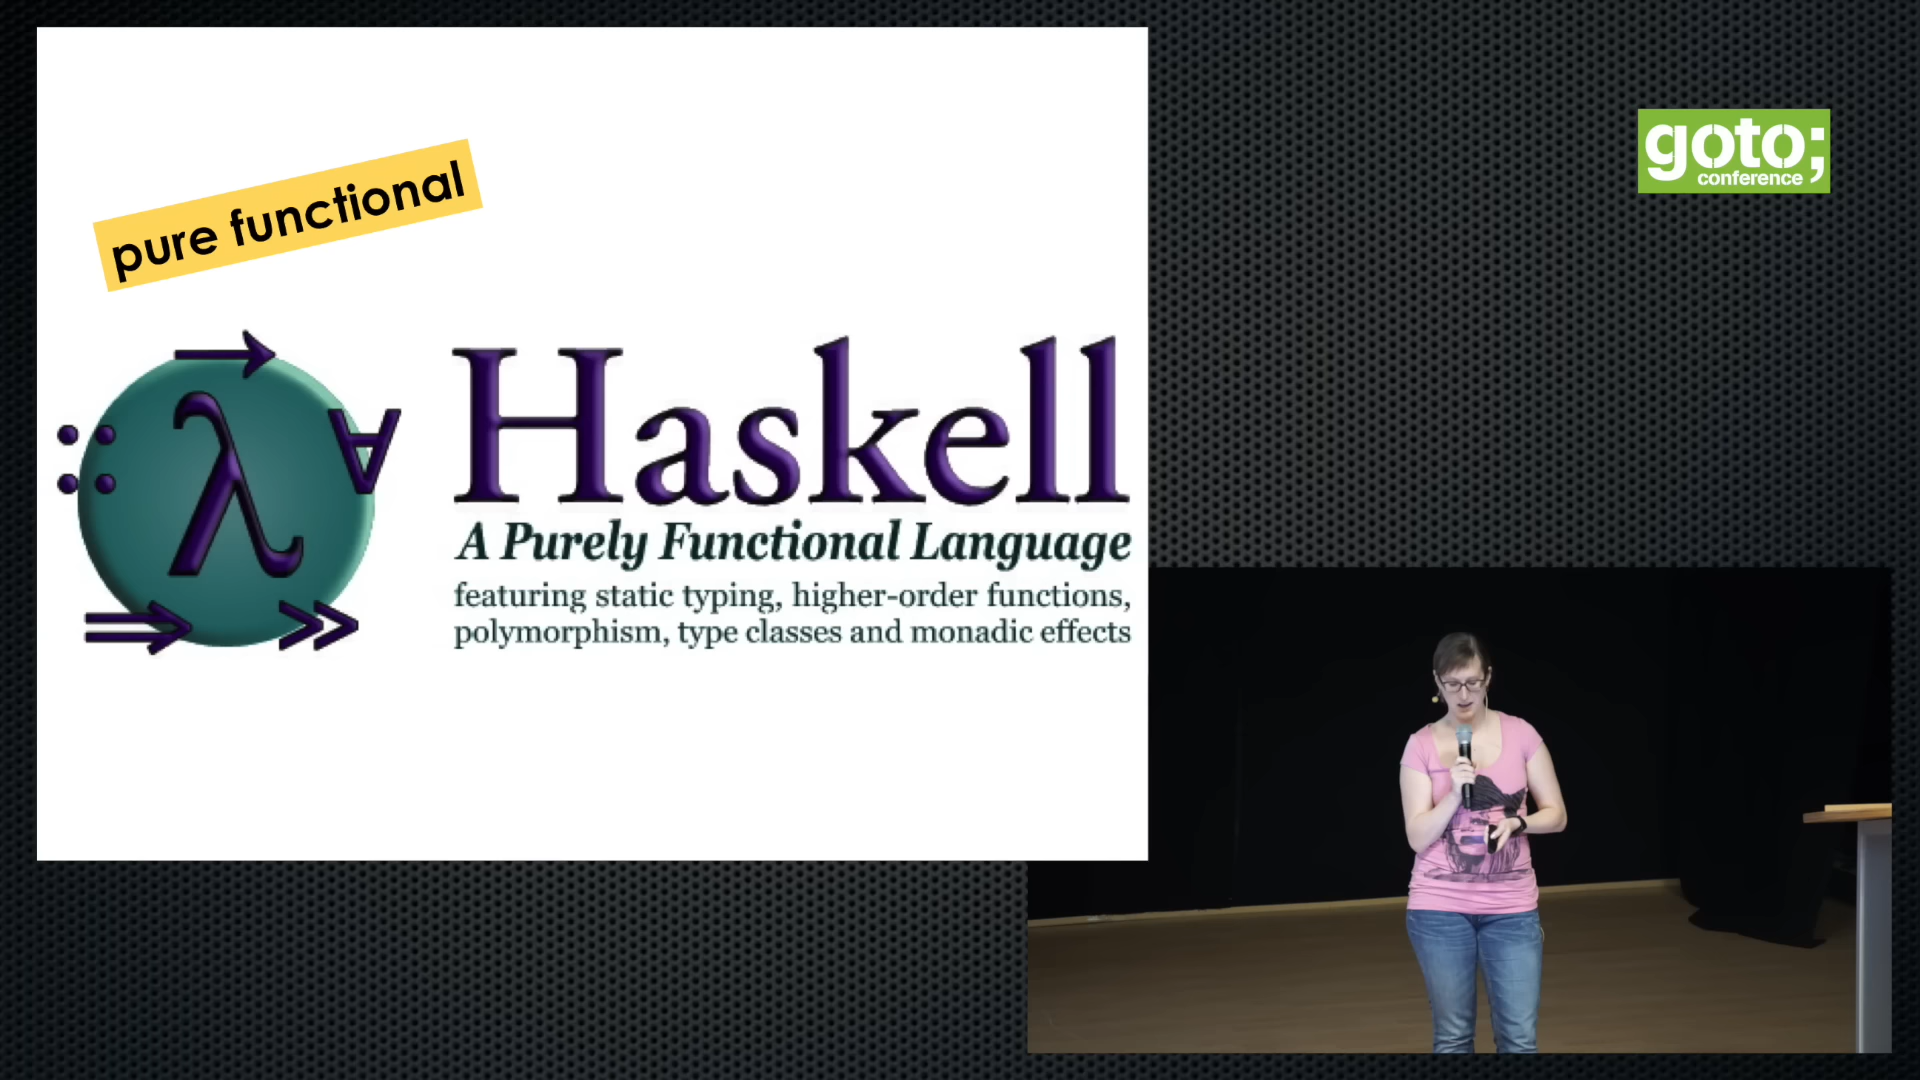 pure functional
goto;
conference
λ
Haskell
A Purely Functional Language
featuring static typing, higher-order functions,
polymorphism, type classes and monadic effects